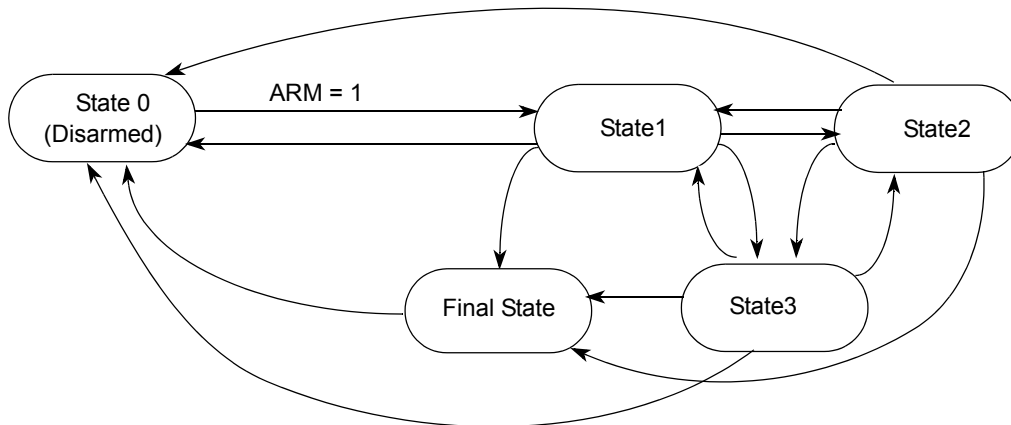 State 0
(Disarmed)
ARM = 1
State1
State2
Final State
State3